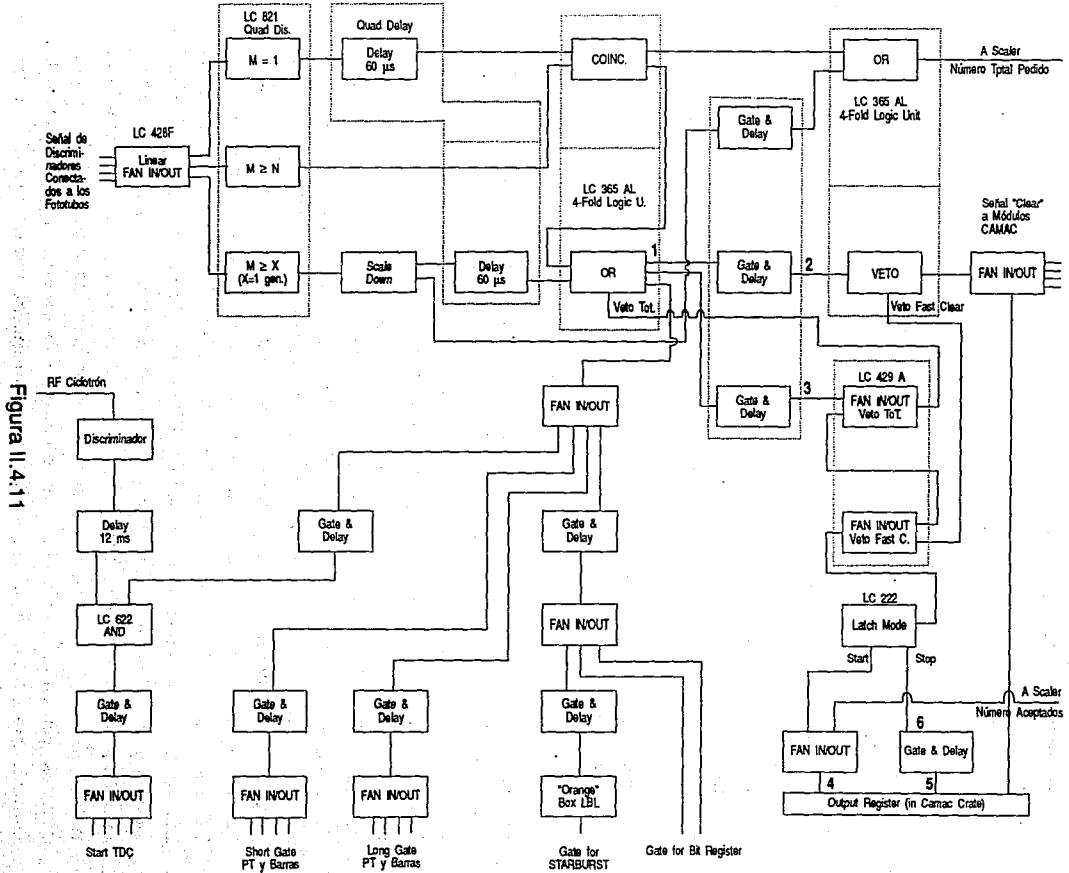 LC 821
Quad Dis.
M = 1
M ≥ N
M ≥ X
(X=1 gen.)
Quad Delay
Delay
60 µs
COINC.
OR
LC 365 AL
4-Fold Logic Unit
A Scaler
Número Tptal Pedido
LC 428F
Linear
FAN IN/OUT
Señal de
Discrimi-
nadores
Conecta-
dos a los
Fototubos
Gate &
Delay
LC 365 AL
4-Fold Logic U.
Señal "Clear"
a Módulos
CAMAC
Scale
Down
Delay
60 µs
OR
1
Gate &
Delay
2
VETO
FAN IN/OUT
Veto Tot.
Veto Fast Clear
RF Ciclotrón
Discriminador
Delay
12 ms
LC 622
AND
Gate &
Delay
FAN IN/OUT
Start TDC
FAN IN/OUT
Gate &
Delay
3
LC 429 A
FAN IN/OUT
Veto ToT.
FAN IN/OUT
Veto Fast C.
Gate &
Delay
Gate &
Delay
FAN IN/OUT
LC 222
Latch Mode
Start
Stop
Gate &
Delay
Gate &
Delay
Gate &
Delay
A Scaler
Número Aceptados
6
FAN IN/OUT
Gate & Delay
FAN IN/OUT
FAN IN/OUT
"Orange"
Box LBL
4
5
Output Register (in Camac Crate)
Short Gate
PT y Barras
Long Gate
PT y Barras
Gate for
STARBURST
Gate for Bit Register
Figura II.4.11